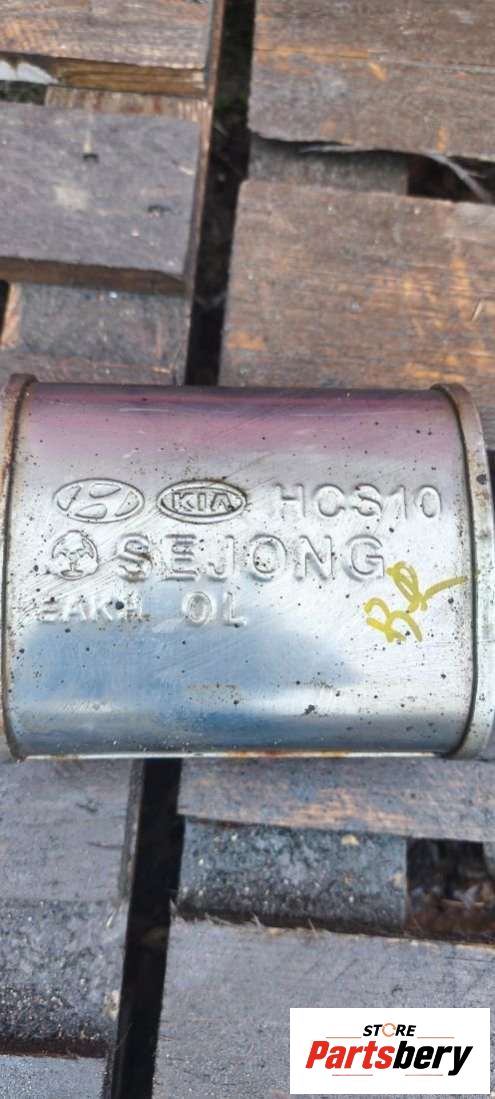 KIA HCS10
SEJONG
OL
STORE
Partsbery